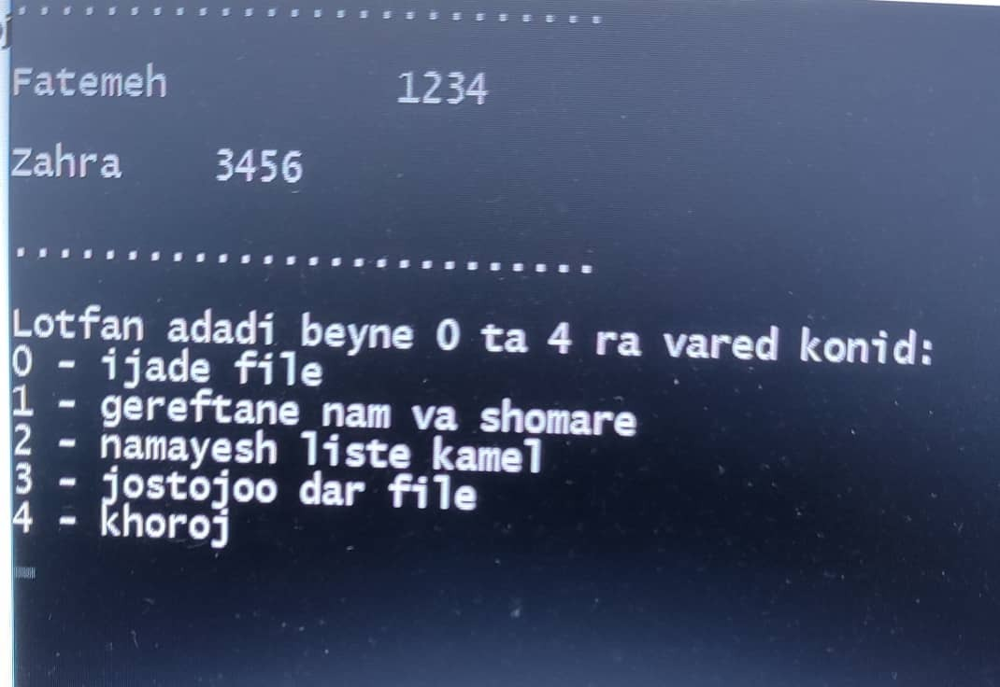 ..........................
Fatemeh 1234
Zahra 3456
..........................
Lotfan adadi beyne 0 ta 4 ra vared konid:
0 - ijade file
1 - gereftane nam va shomare
2 - namayesh liste kamel
3 - jostojoo dar file
4 - khoroj